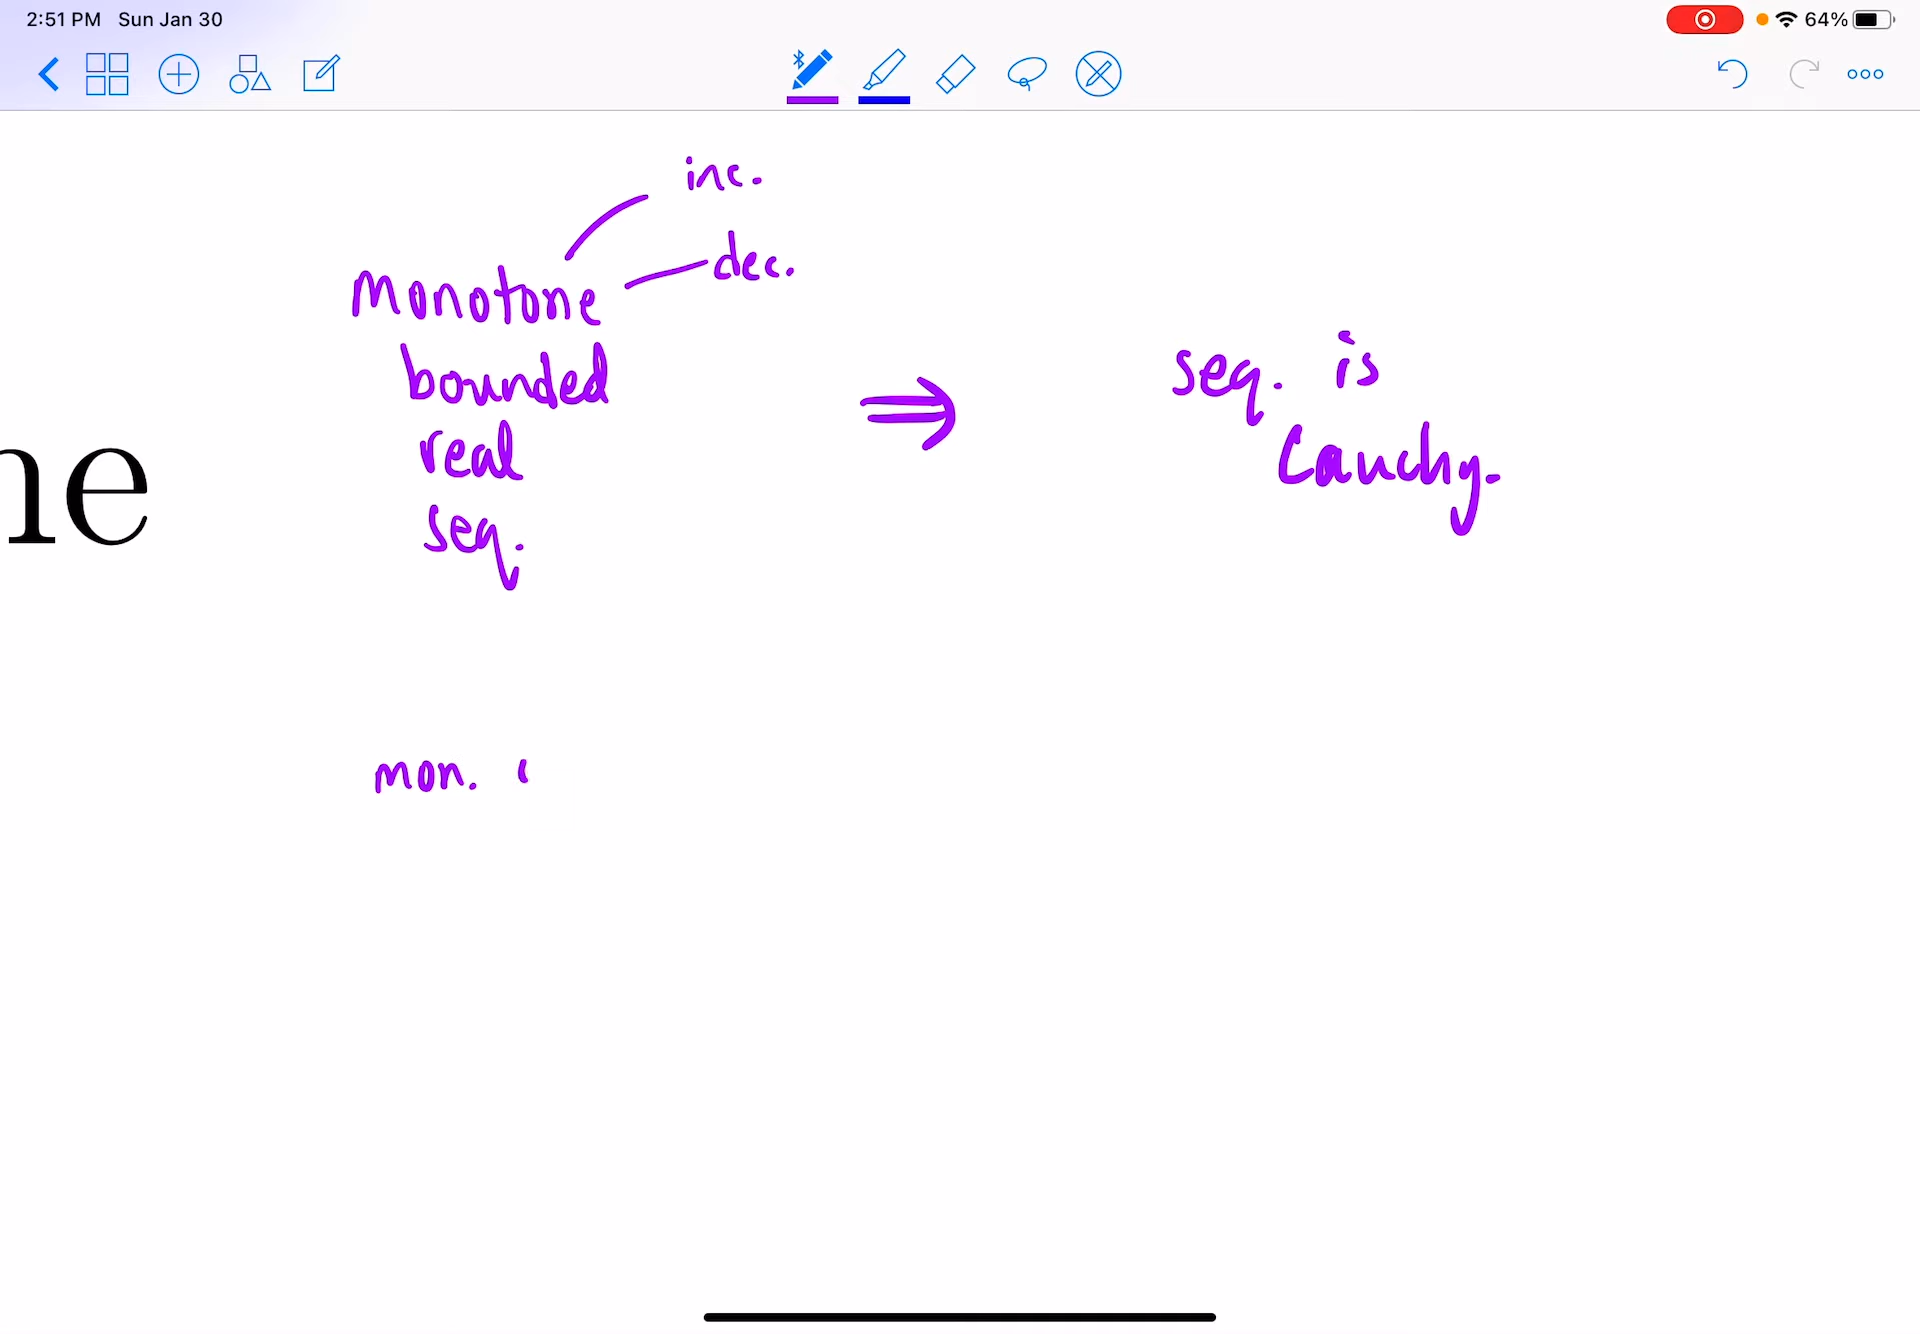 2:51 PM Sun Jan 30
64%
inc.
dec.
Monotone
bounded
real
seq.
⇒
seq. is
Cauchy.
ne
mon.